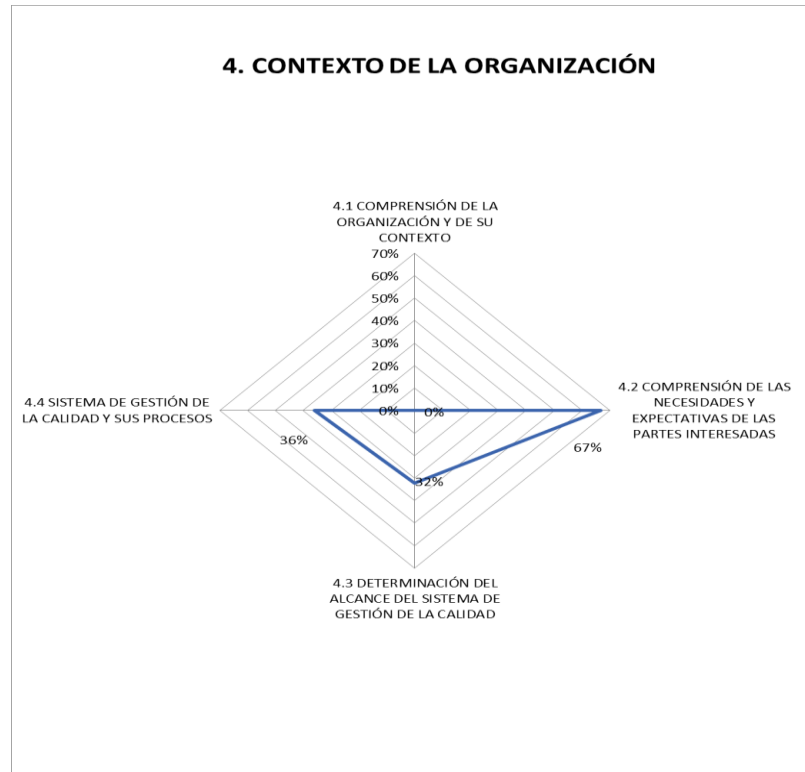 4. CONTEXTO DE LA ORGANIZACIÓN
4.1 COMPRENSIÓN DE LA
ORGANIZACIÓN Y DE SU
CONTEXTO
70%
60%
50%
40%
30%
20%
10%
0%
0%
4.2 COMPRENSIÓN DE LAS
NECESIDADES Y
EXPECTATIVAS DE LAS
PARTES INTERESADAS
67%
4.4 SISTEMA DE GESTIÓN DE
LA CALIDAD Y SUS PROCESOS
36%
32%
4.3 DETERMINACIÓN DEL
ALCANCE DEL SISTEMA DE
GESTIÓN DE LA CALIDAD